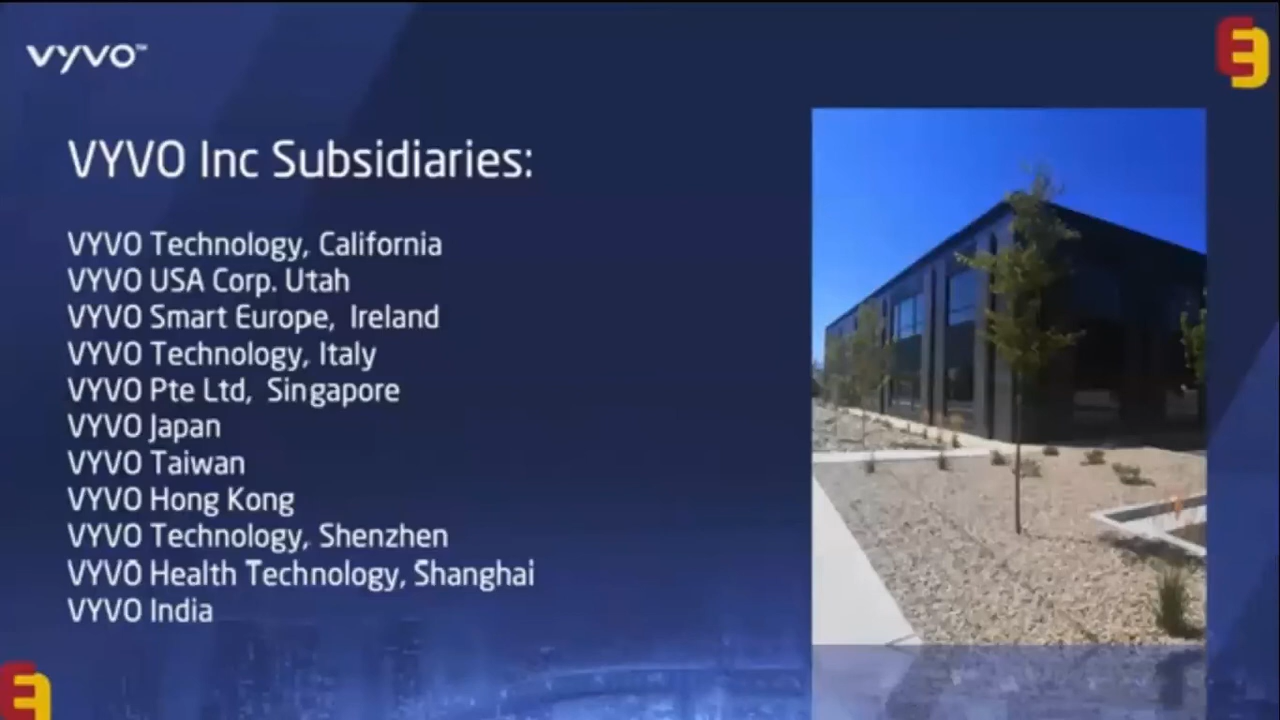 VYVO™
VYVO Inc Subsidiaries:
VYVO Technology, California
VYVO USA Corp. Utah
VYVO Smart Europe, Ireland
VYVO Technology, Italy
VYVO Pte Ltd, Singapore
VYVO Japan
VYVO Taiwan
VYVO Hong Kong
VYVO Technology, Shenzhen
VYVO Health Technology, Shanghai
VYVO India